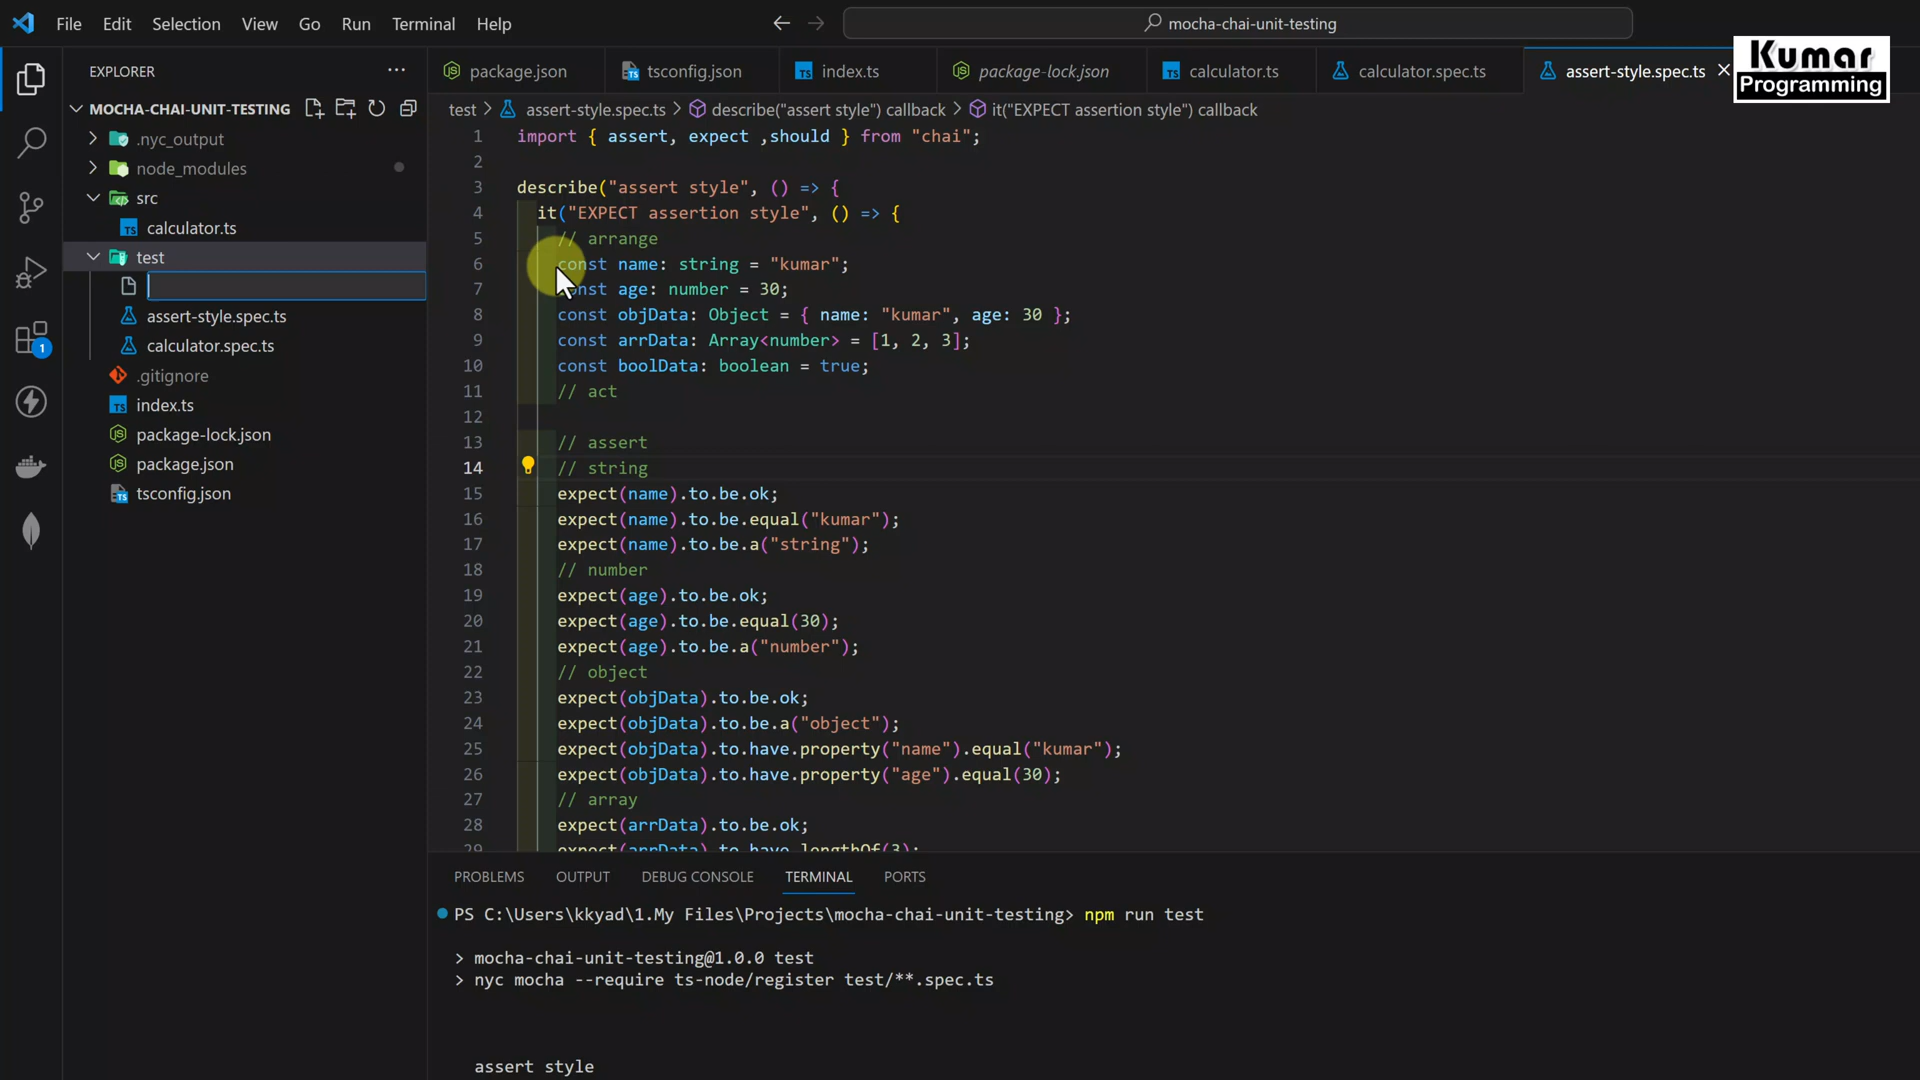 File Edit Selection View Go Run Terminal Help
mocha-chai-unit-testing
Kumar
Programming
EXPLORER
package.json
tsconfig.json
index.ts
package-lock.json
calculator.ts
calculator.spec.ts
assert-style.spec.ts
MOCHA-CHAI-UNIT-TESTING
.nyc_output
node_modules
src
calculator.ts
test
assert-style.spec.ts
calculator.spec.ts
.gitignore
index.ts
package-lock.json
package.json
tsconfig.json
1
test > assert-style.spec.ts > describe("assert style") callback > it("EXPECT assertion style") callback
1 import { assert, expect ,should } from "chai";
2
3 describe("assert style", () => {
4 it("EXPECT assertion style", () => {
5 // arrange
6 const name: string = "kumar";
7 const age: number = 30;
8 const objData: Object = { name: "kumar", age: 30 };
9 const arrData: Array<number> = [1, 2, 3];
10 const boolData: boolean = true;
11 // act
12
13 // assert
14 // string
15 expect(name).to.be.ok;
16 expect(name).to.be.equal("kumar");
17 expect(name).to.be.a("string");
18 // number
19 expect(age).to.be.ok;
20 expect(age).to.be.equal(30);
21 expect(age).to.be.a("number");
22 // object
23 expect(objData).to.be.ok;
24 expect(objData).to.be.a("object");
25 expect(objData).to.have.property("name").equal("kumar");
26 expect(objData).to.have.property("age").equal(30);
27 // array
28 expect(arrData).to.be.ok;
29 expect(arrData).to.have.lengthOf(3);
PROBLEMS OUTPUT DEBUG CONSOLE TERMINAL PORTS
PS C:\Users\kkyad\1.My Files\Projects\mocha-chai-unit-testing> npm run test
> mocha-chai-unit-testing@1.0.0 test
> nyc mocha --require ts-node/register test/**.spec.ts
assert style